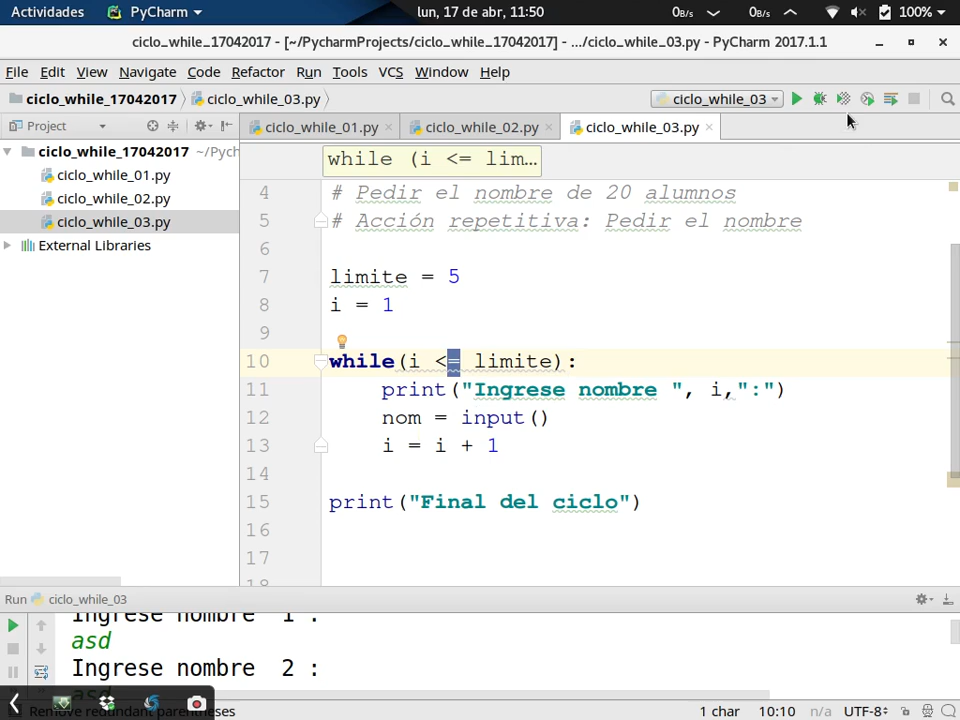 Actividades PyCharm lun, 17 de abr, 11:50 0B/s 0B/s 100%
ciclo_while_17042017 - [~/PycharmProjects/ciclo_while_17042017] - .../ciclo_while_03.py - PyCharm 2017.1.1
File Edit View Navigate Code Refactor Run Tools VCS Window Help
ciclo_while_17042017 ciclo_while_03.py ciclo_while_03
Project ciclo_while_01.py ciclo_while_02.py ciclo_while_03.py
ciclo_while_17042017 ~/Pych
ciclo_while_01.py
ciclo_while_02.py
ciclo_while_03.py
External Libraries
while (i <= lim...
4 # Pedir el nombre de 20 alumnos
5 # Acción repetitiva: Pedir el nombre
6
7 limite = 5
8 i = 1
9
10 while(i <= limite):
11 print("Ingrese nombre ", i,":")
12 nom = input()
13 i = i + 1
14
15 print("Final del ciclo")
16
17
18
Run ciclo_while_03
Ingrese nombre 1 :
asd
Ingrese nombre 2 :
asd
Remove redundant parentheses 1 char 10:10 n/a UTF-8